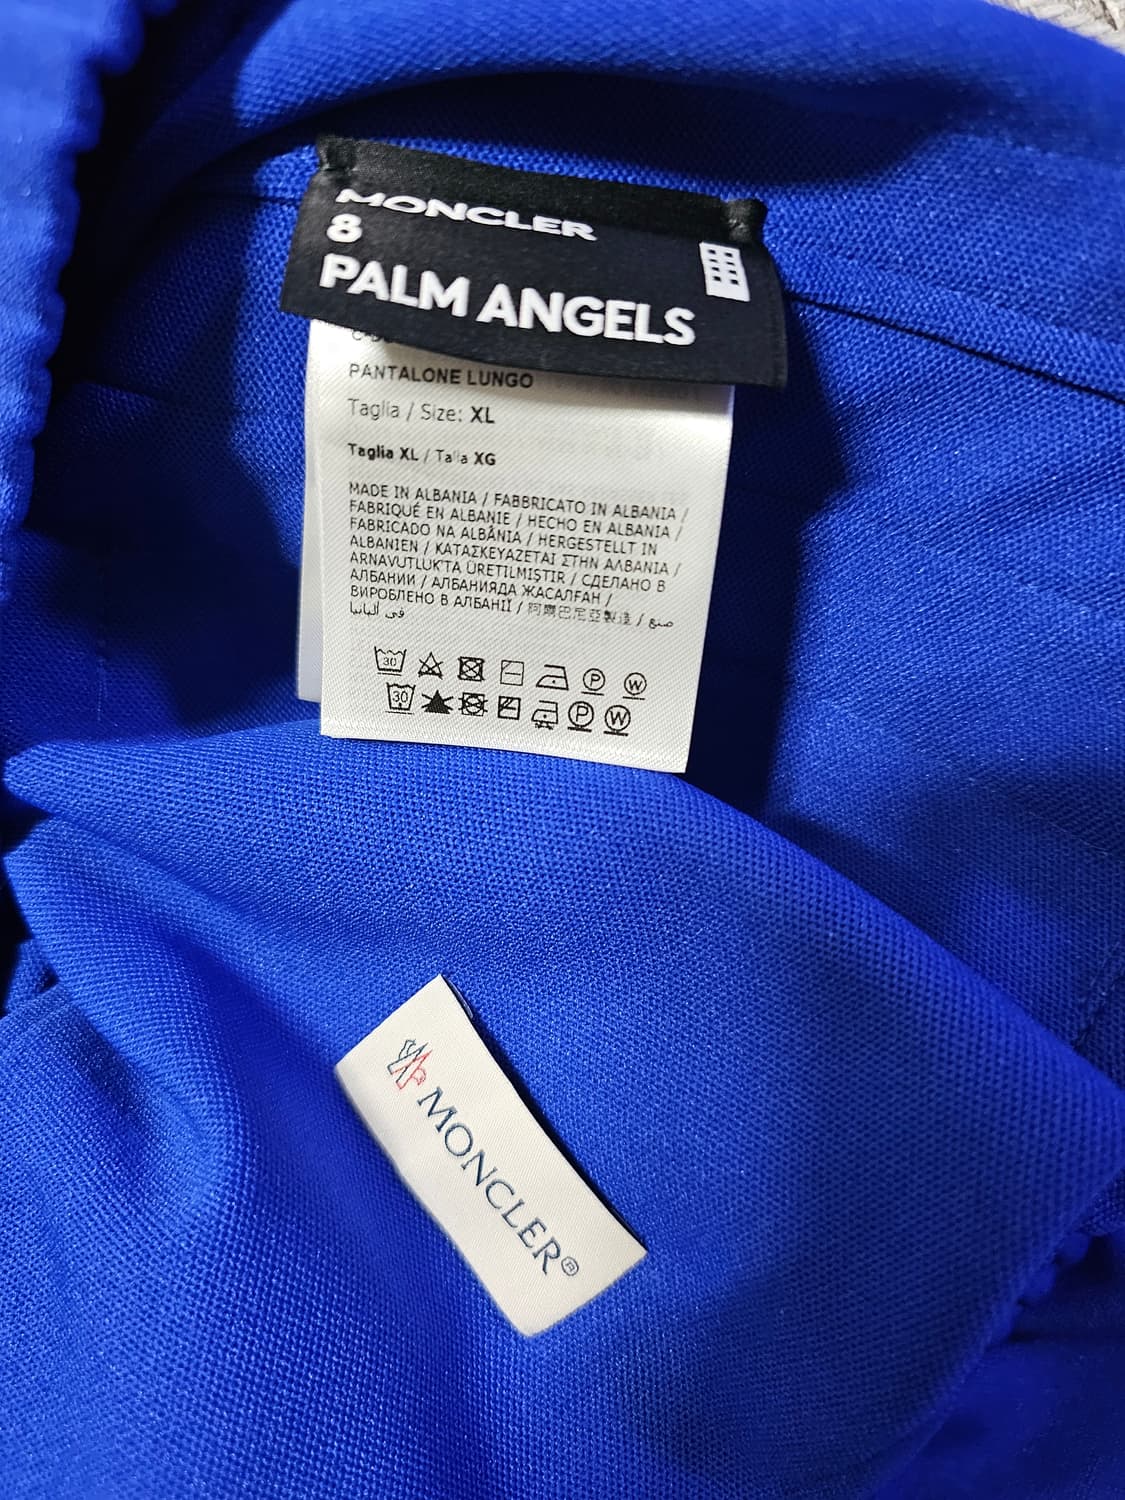 MONCLER
8
PALM ANGELS
PANTALONE LUNGO
Taglia / Size: XL
Taglia XL / Talla XG
MADE IN ALBANIA / FABBRICATO IN ALBANIA /
FABRIQUÉ EN ALBANIE / HECHO EN ALBANIA /
FABRICADO NA ALBÂNIA / HERGESTELLT IN
ALBANIEN / ΚΑΤΑΣΚΕΥΑΖΕΤΑΙ ΣΤΗΝ ΑΛΒΑΝΙΑ /
ARNAVUTLUK'TA ÜRETILMIŞTIR / СДЕЛАНО В
АЛБАНИИ / АЛБАНИЯДА ЖАСАЛҒАН /
ВИРОБЛЕНО В АЛБАНІЇ / 阿爾巴尼亞製造 / صنع
في ألبانيا
30 P W
30 P W
MONCLER®